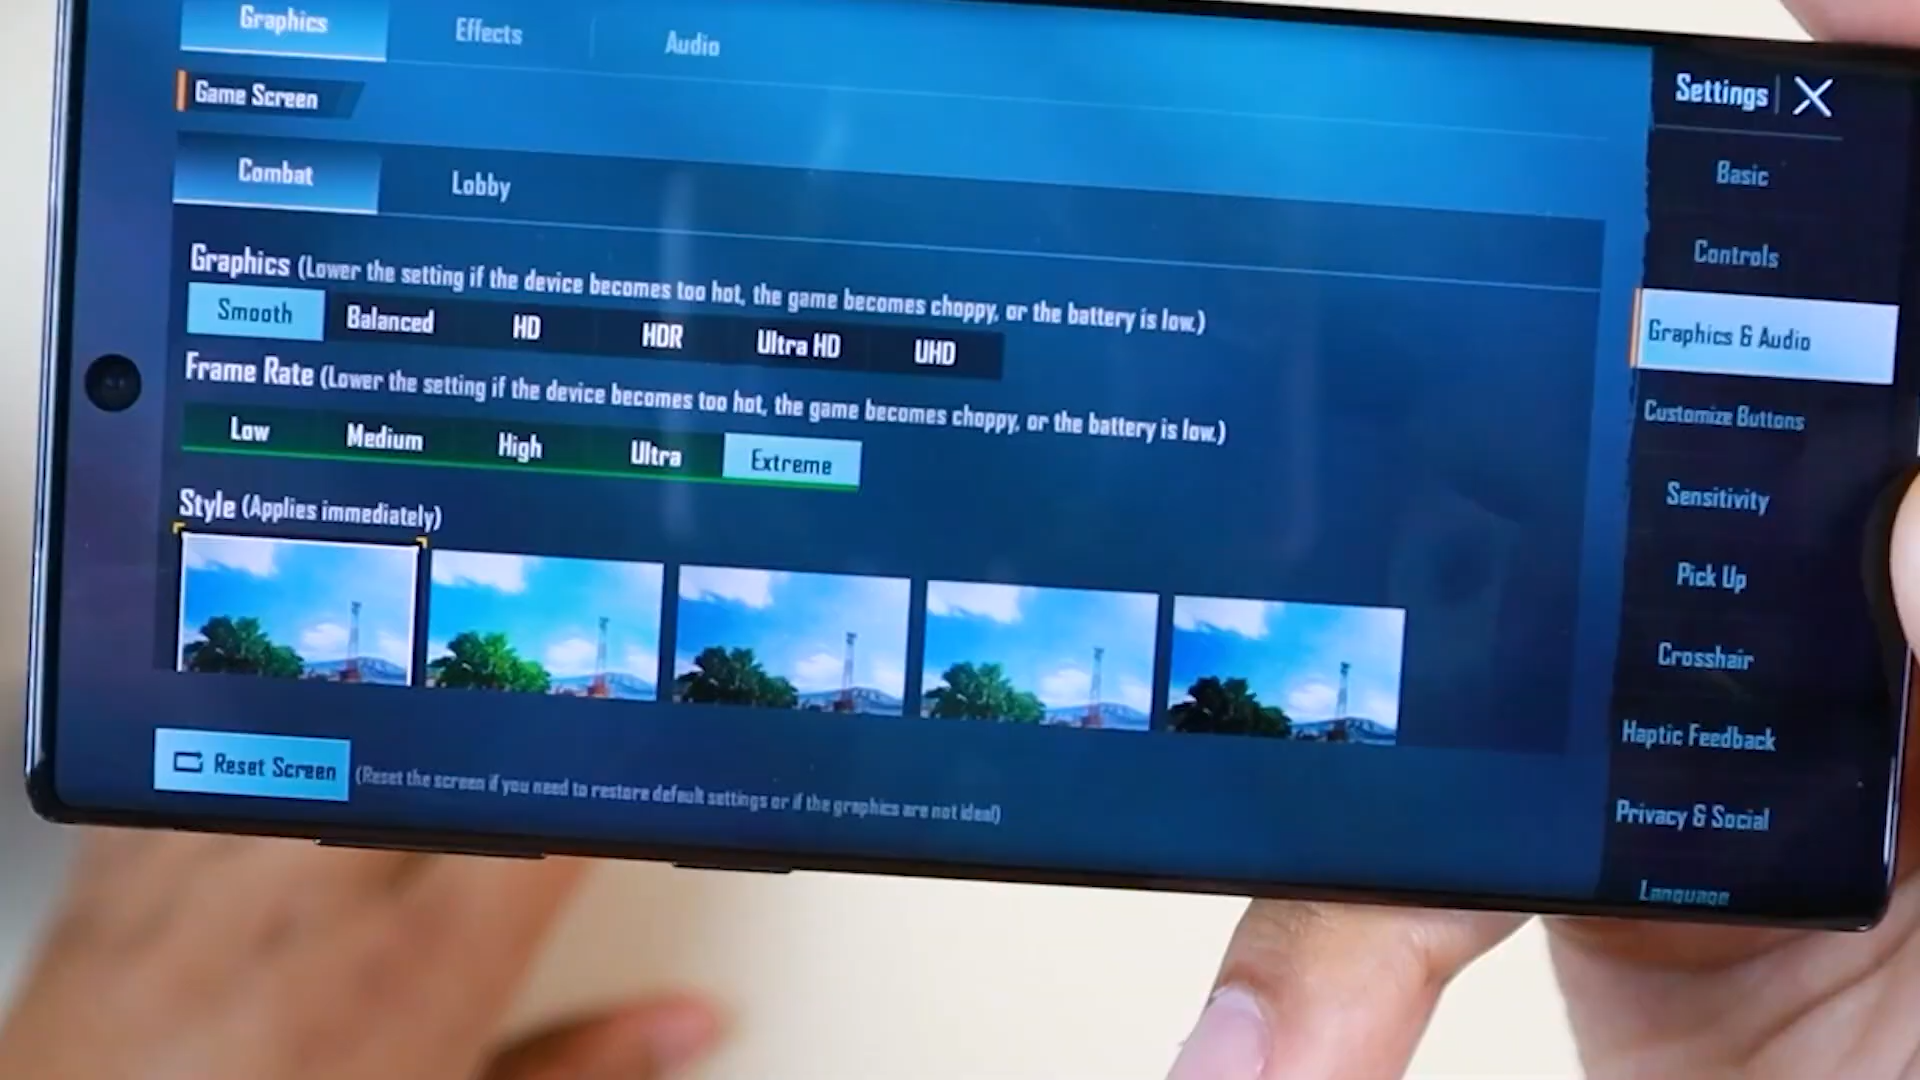 Graphics Effects Audio
Game Screen
Combat Lobby
Graphics (Lower the setting if the device becomes too hot, the game becomes choppy, or the battery is low.)
Smooth Balanced HD HDR Ultra HD UHD
Frame Rate (Lower the setting if the device becomes too hot, the game becomes choppy, or the battery is low.)
Low Medium High Ultra Extreme
Style (Applies immediately)
Reset Screen (Reset the screen if you need to restore default settings or if the graphics are not ideal)
Settings
Basic
Controls
Graphics & Audio
Customize Buttons
Sensitivity
Pick Up
Crosshair
Haptic Feedback
Privacy & Social
Language